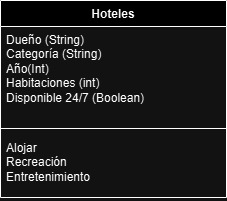 Hoteles
Dueño (String)
Categoría (String)
Año(Int)
Habitaciones (int)
Disponible 24/7 (Boolean)
Alojar
Recreación
Entretenimiento